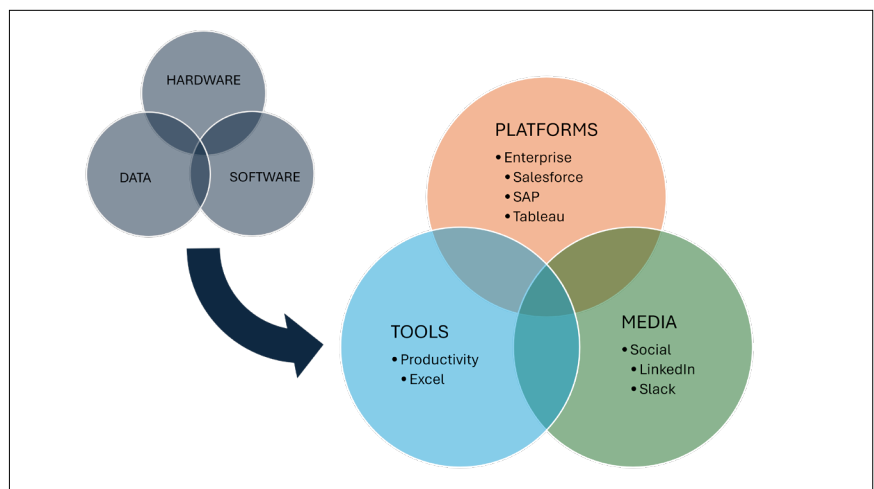 HARDWARE
DATA
SOFTWARE
PLATFORMS
• Enterprise
• Salesforce
• SAP
• Tableau
TOOLS
• Productivity
• Excel
MEDIA
• Social
• LinkedIn
• Slack